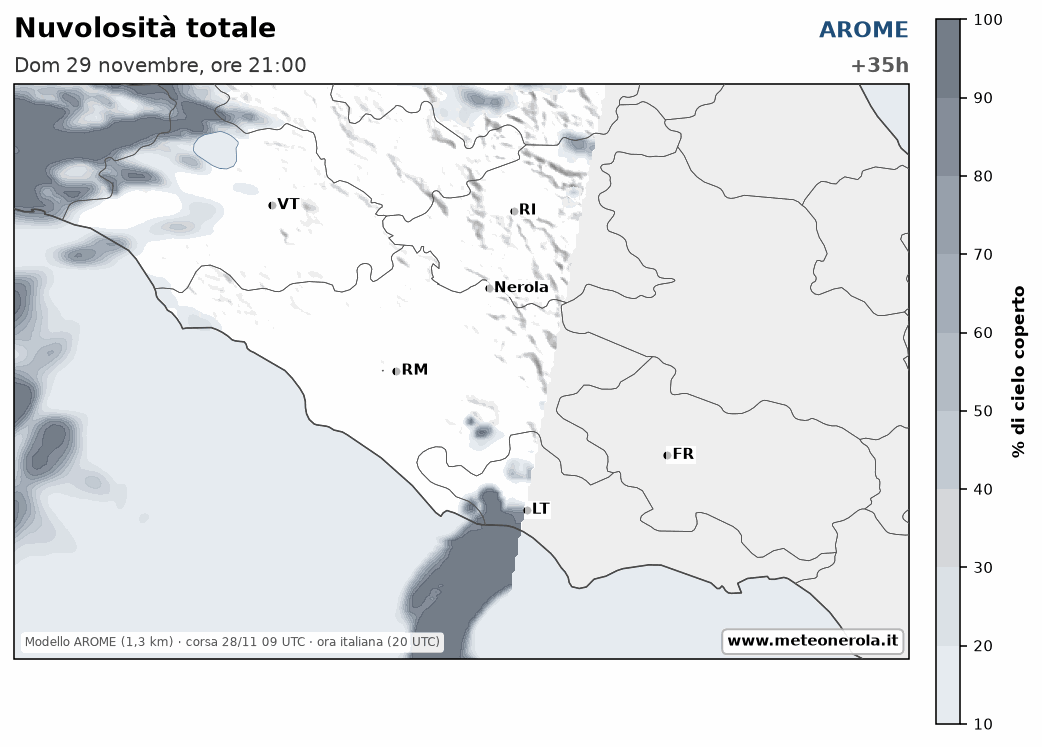 Nuvolosità totale
AROME
Dom 29 novembre, ore 21:00
+35h
VT
RI
Nerola
RM
FR
LT
Modello AROME (1,3 km) · corsa 28/11 09 UTC · ora italiana (20 UTC)
www.meteonerola.it
100
90
80
70
60
50
40
30
20
10
% di cielo coperto